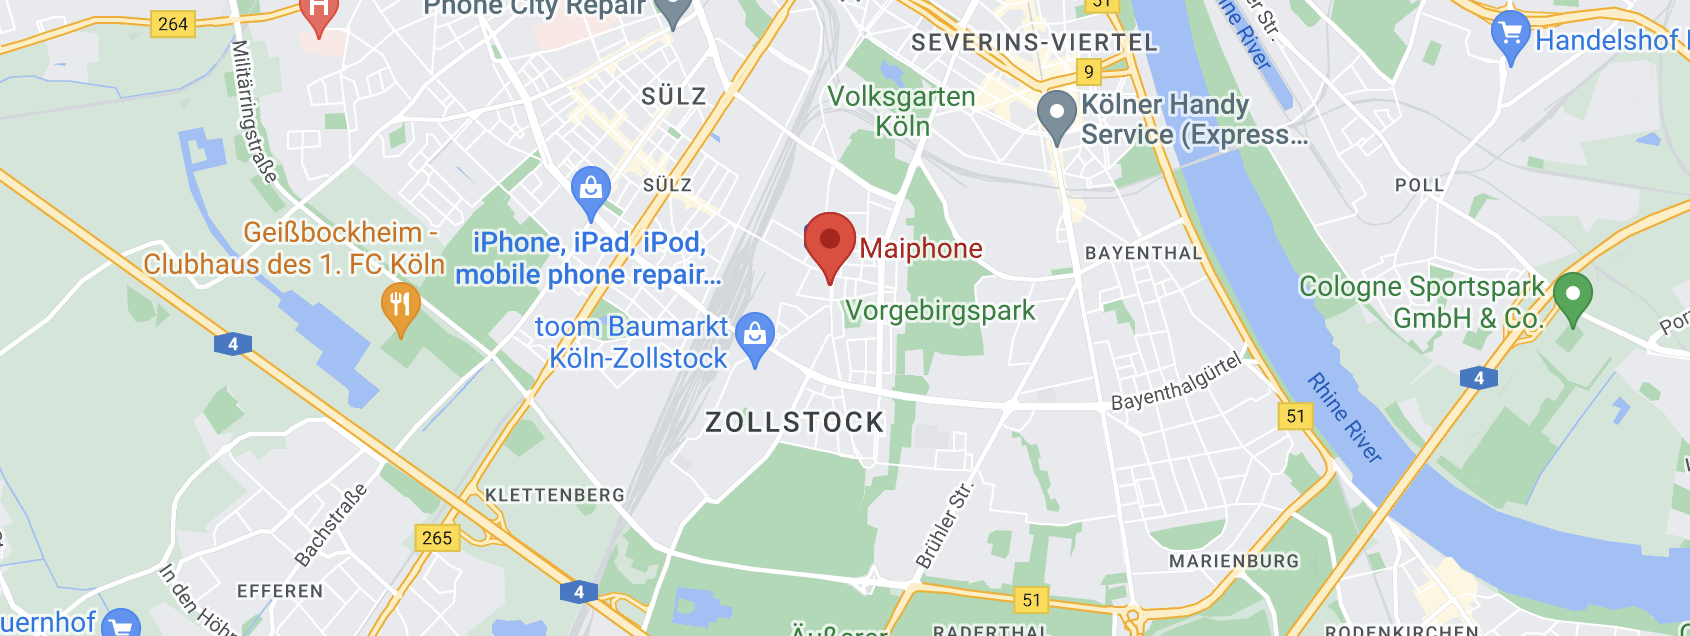 Phone City Repair
264
H
51
SEVERINS-VIERTEL
Handelshof
Rhine River
9
Militärringstraße
SÜLZ
Volksgarten
Köln
Kölner Handy
Service (Express...
SÜLZ
POLL
Geißbockheim -
Clubhaus des 1. FC Köln
iPhone, iPad, iPod,
mobile phone repair...
Maiphone
BAYENTHAL
Cologne Sportspark
GmbH & Co.
Vorgebirgspark
toom Baumarkt
Köln-Zollstock
4
4
Bayenthalgürtel
Rhine River
51
ZOLLSTOCK
KLETTENBERG
Bachstraße
265
Brühler Str.
MARIENBURG
In den Höhr
EFFEREN
4
51
uernhof
Äußerer
RADERTHAL
RODENKIRCHEN